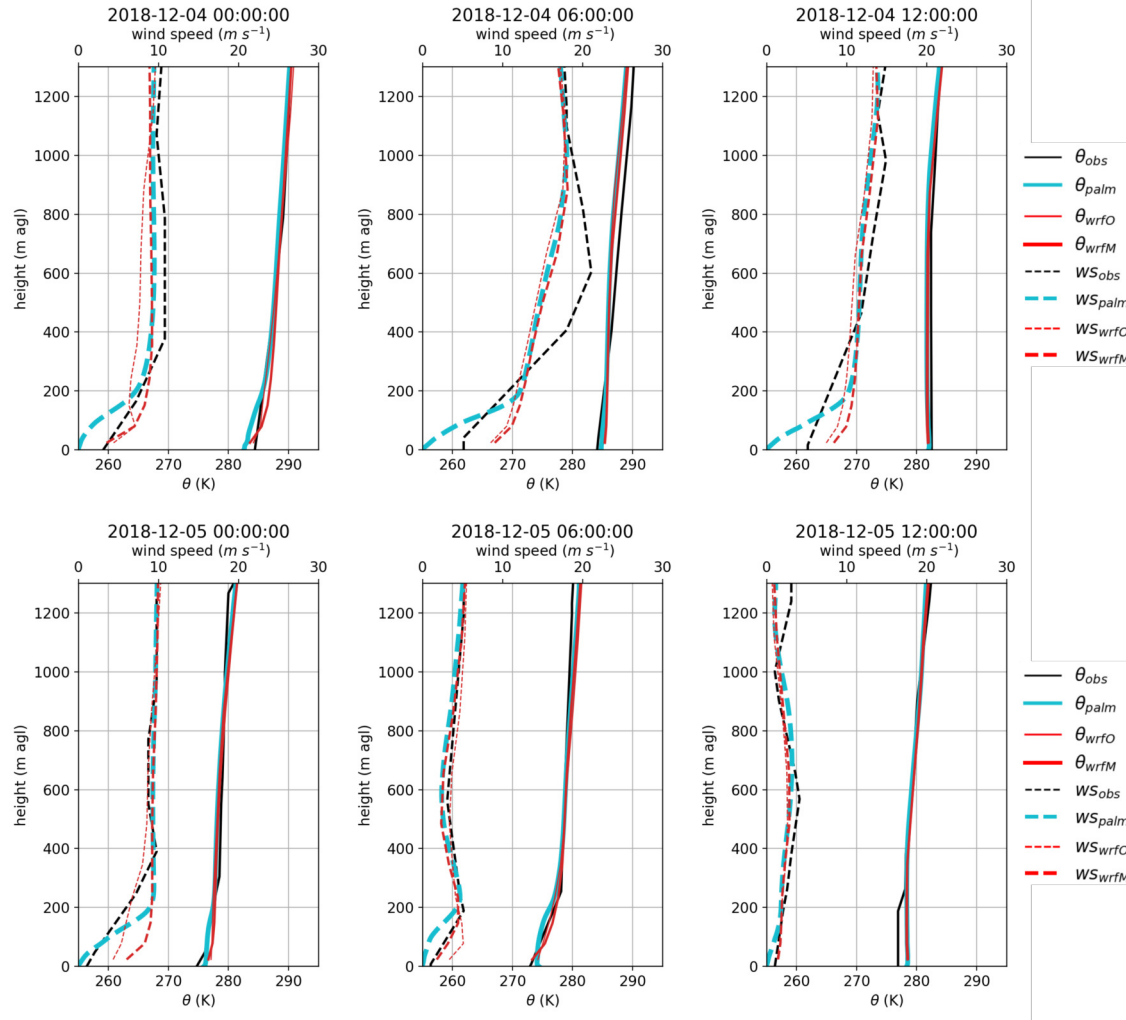 2018-12-04 00:00:00
wind speed (m s⁻¹)
0 10 20 30
1200
1000
800
600
400
200
0
height (m agl)
260 270 280 290
θ (K)
2018-12-04 06:00:00
wind speed (m s⁻¹)
0 10 20 30
1200
1000
800
600
400
200
0
height (m agl)
260 270 280 290
θ (K)
2018-12-04 12:00:00
wind speed (m s⁻¹)
0 10 20 30
1200
1000
800
600
400
200
0
height (m agl)
260 270 280 290
θ (K)
θobs
θpalm
θwrfO
θwrfM
wsobs
wspalm
wswrfO
wswrfM
2018-12-05 00:00:00
wind speed (m s⁻¹)
0 10 20 30
1200
1000
800
600
400
200
0
height (m agl)
260 270 280 290
θ (K)
2018-12-05 06:00:00
wind speed (m s⁻¹)
0 10 20 30
1200
1000
800
600
400
200
0
height (m agl)
260 270 280 290
θ (K)
2018-12-05 12:00:00
wind speed (m s⁻¹)
0 10 20 30
1200
1000
800
600
400
200
0
height (m agl)
260 270 280 290
θ (K)
θobs
θpalm
θwrfO
θwrfM
wsobs
wspalm
wswrfO
wswrfM